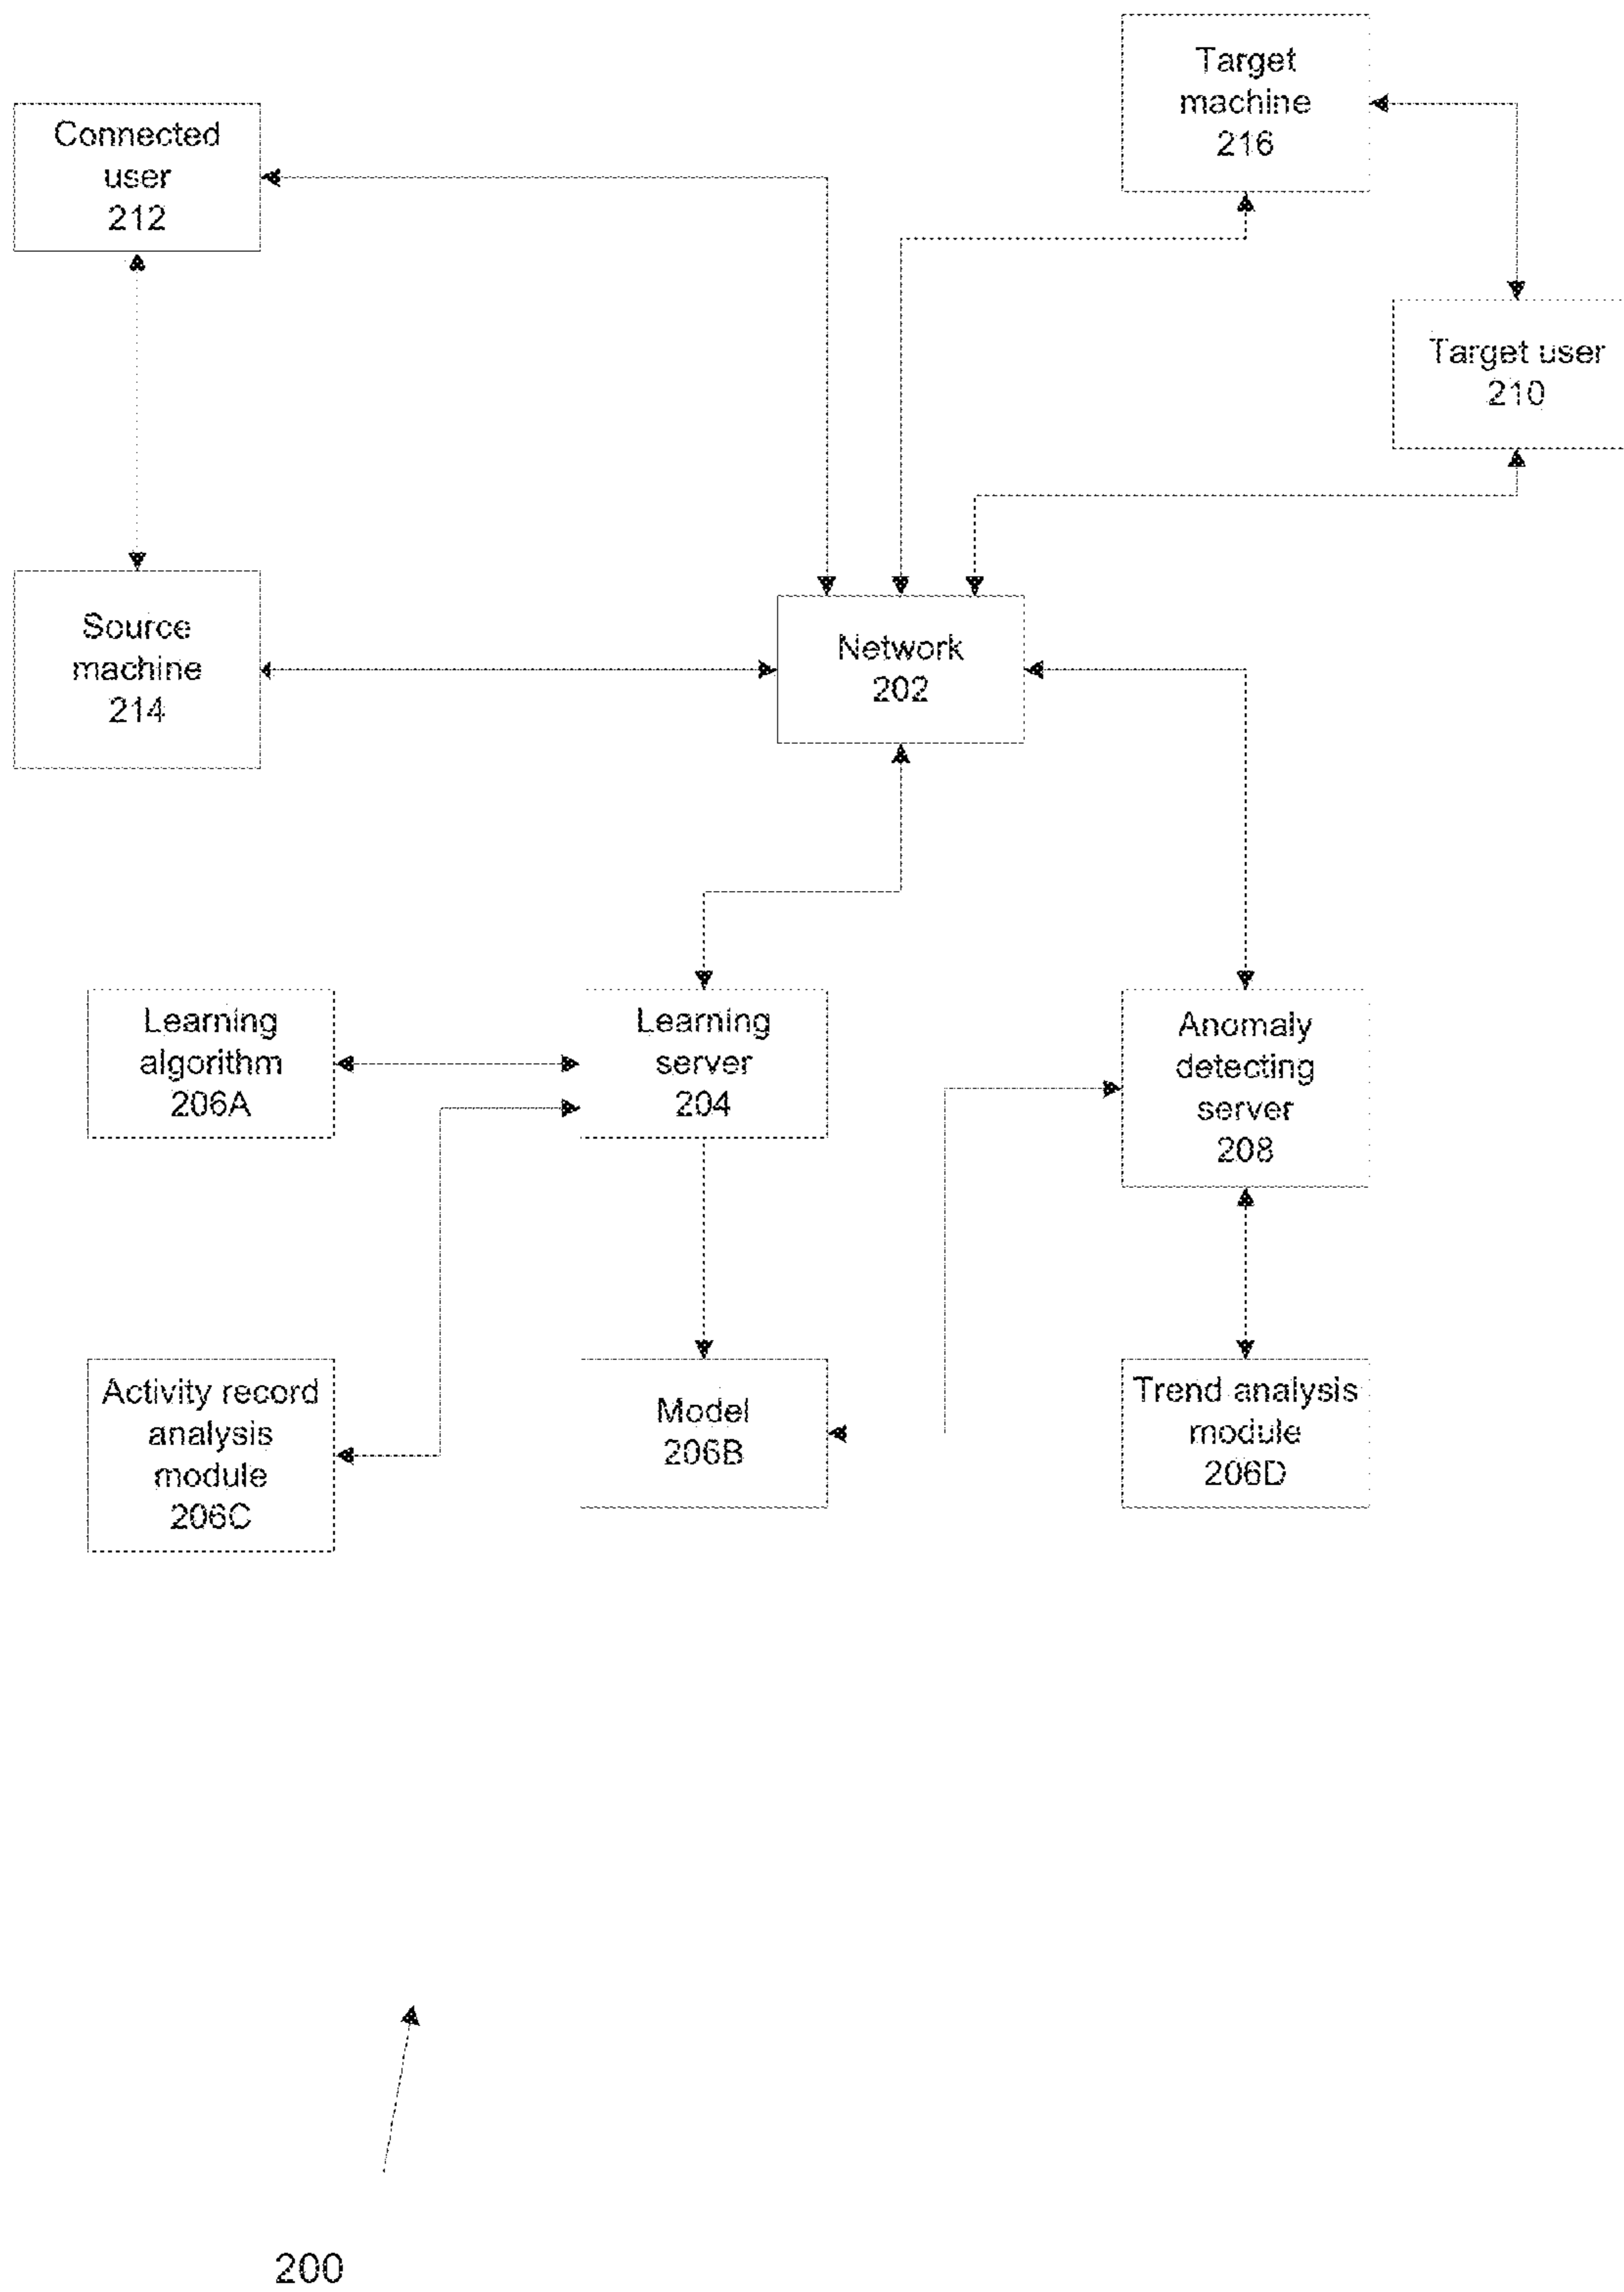 Target
machine
216
Connected
user
212
Target user
210
Source
machine
214
Network
202
Learning
algorithm
206A
Learning
server
204
Anomaly
detecting
server
208
Activity record
analysis
module
206C
Model
206B
Trend analysis
module
206D
200